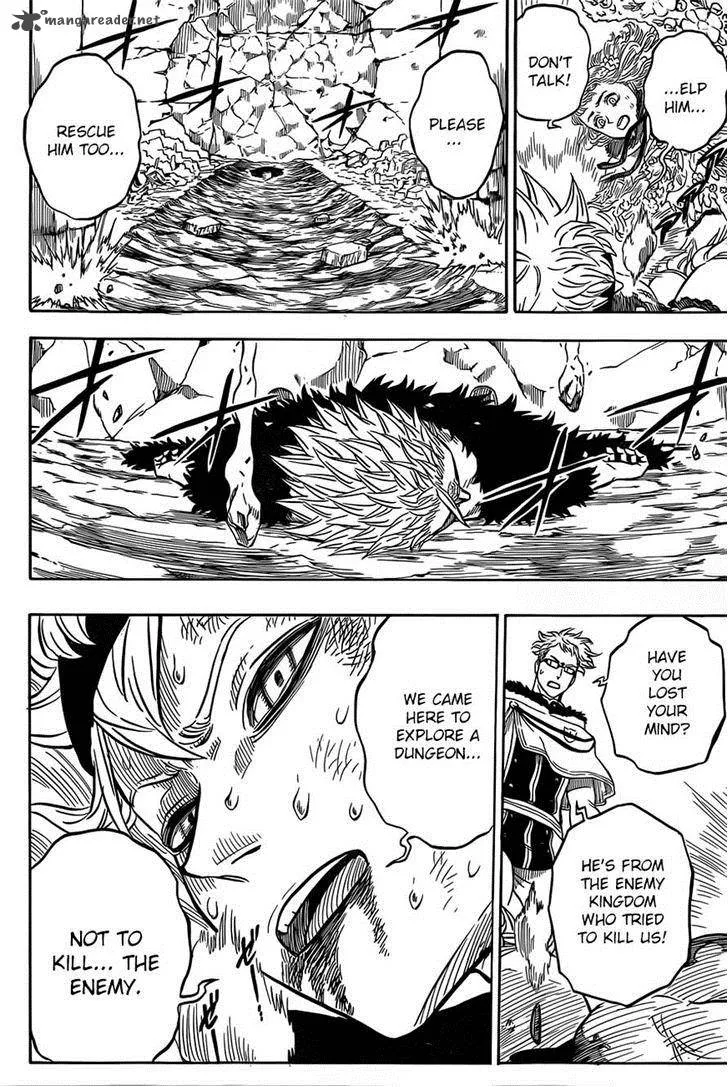 mangareader.net
...ELP
HIM...
DON'T
TALK!
PLEASE
...
RESCUE
HIM TOO...
HAVE
YOU
LOST
YOUR
MIND?
HE'S FROM
THE ENEMY
KINGDOM
WHO TRIED
TO KILL US!
WE CAME
HERE TO
EXPLORE A
DUNGEON...
NOT TO
KILL... THE
ENEMY.